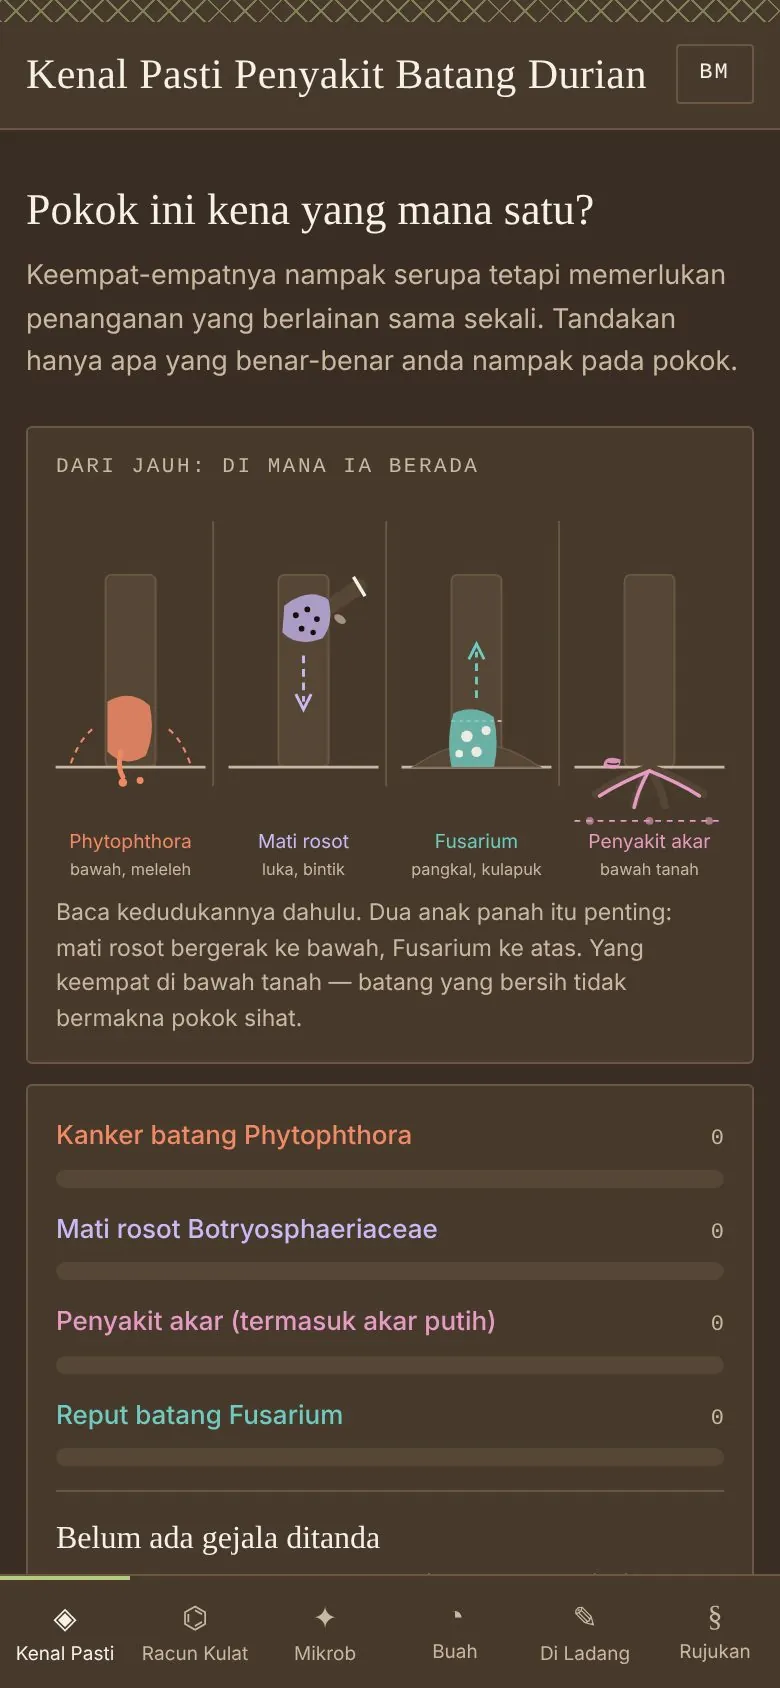 Kenal Pasti Penyakit Batang Durian
BM
Pokok ini kena yang mana satu?
Keempat-empatnya nampak serupa tetapi memerlukan
penanganan yang berlainan sama sekali. Tandakan
hanya apa yang benar-benar anda nampak pada pokok.
DARI JAUH: DI MANA IA BERADA
Phytophthora
bawah, meleleh
Mati rosot
luka, bintik
Fusarium
pangkal, kulapuk
Penyakit akar
bawah tanah
Baca kedudukannya dahulu. Dua anak panah itu penting:
mati rosot bergerak ke bawah, Fusarium ke atas. Yang
keempat di bawah tanah — batang yang bersih tidak
bermakna pokok sihat.
Kanker batang Phytophthora 0
Mati rosot Botryosphaeriaceae 0
Penyakit akar (termasuk akar putih) 0
Reput batang Fusarium 0
Belum ada gejala ditanda
Kenal Pasti
Racun Kulat
Mikrob
Buah
Di Ladang
§
Rujukan